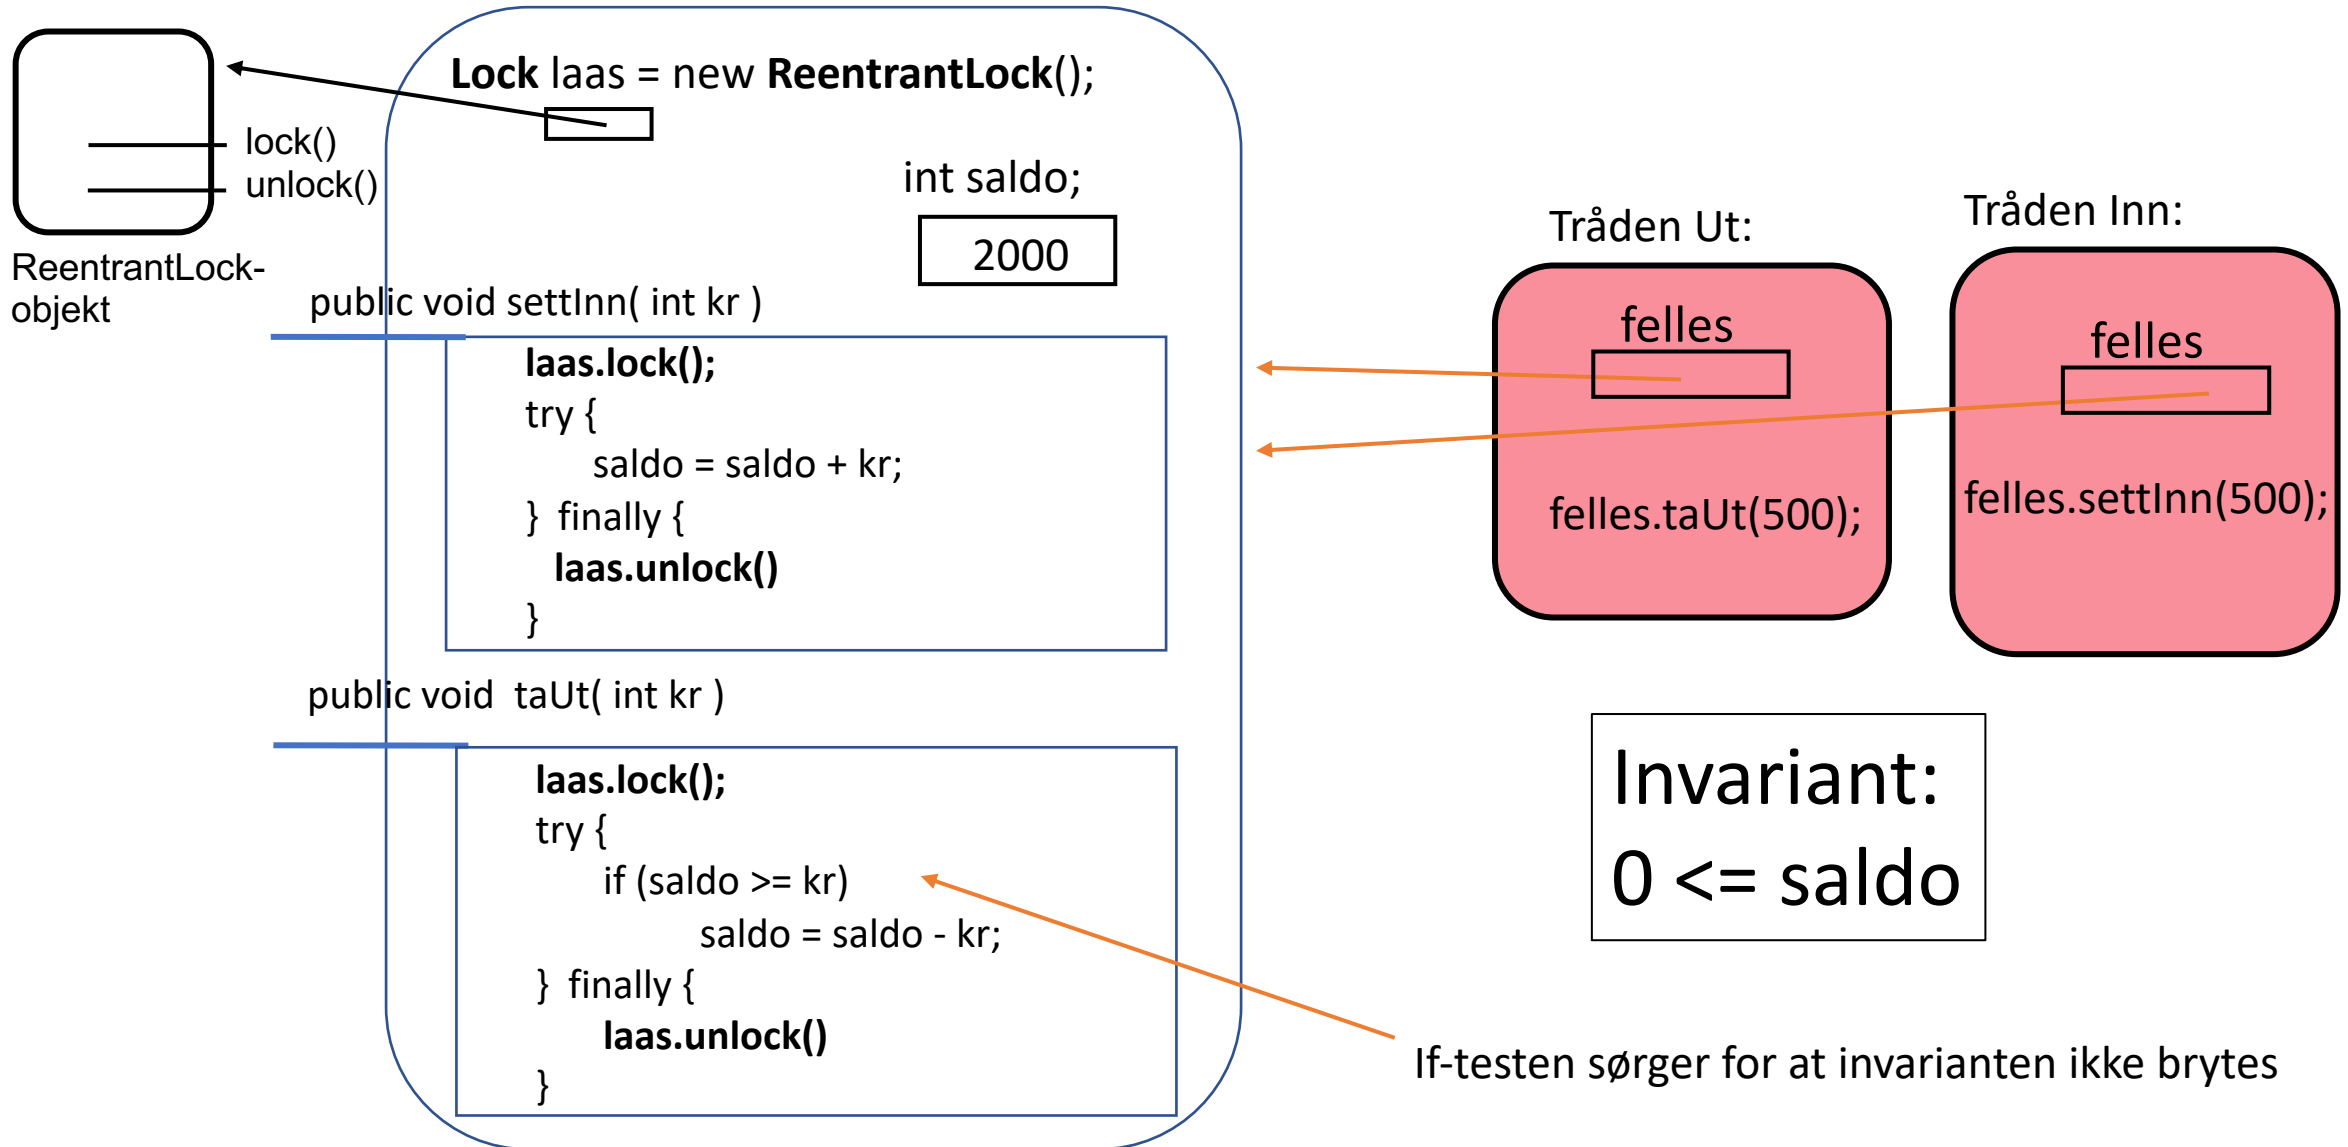 Lock laas = new ReentrantLock();
lock()
unlock()
ReentrantLock-
objekt
int saldo;
2000
public void settInn( int kr )
laas.lock();
try {
saldo = saldo + kr;
} finally {
laas.unlock()
}
public void taUt( int kr )
laas.lock();
try {
if (saldo >= kr)
saldo = saldo - kr;
} finally {
laas.unlock()
}
Tråden Ut:
felles
felles.taUt(500);
Tråden Inn:
felles
felles.settInn(500);
Invariant:
0 <= saldo
If-testen sørger for at invarianten ikke brytes